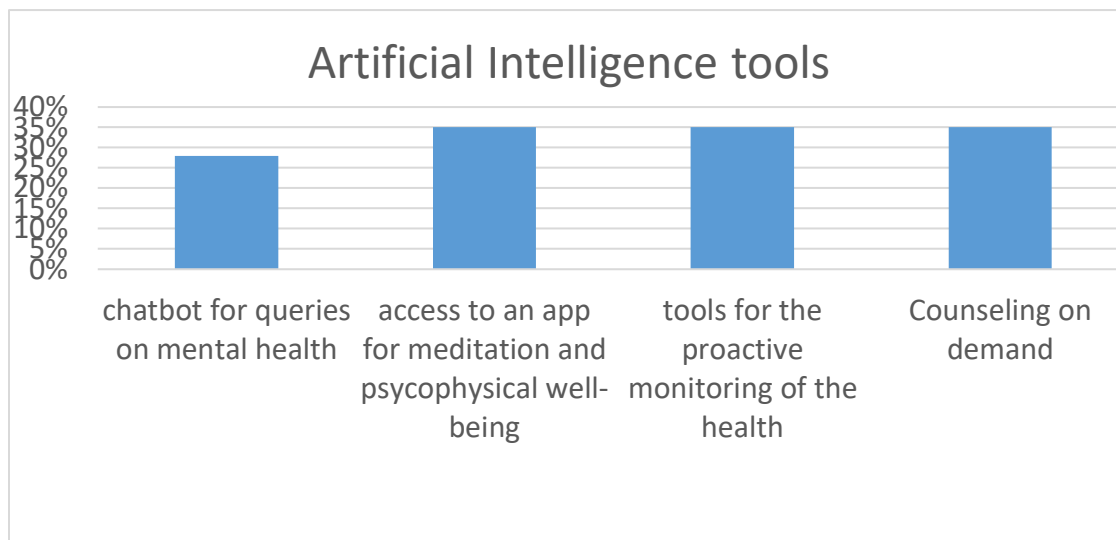 Artificial Intelligence tools
40%
35%
30%
25%
20%
15%
10%
5%
0%
chatbot for queries
on mental health
access to an app
for meditation and
psycophysical well-
being
tools for the
proactive
monitoring of the
health
Counseling on
demand